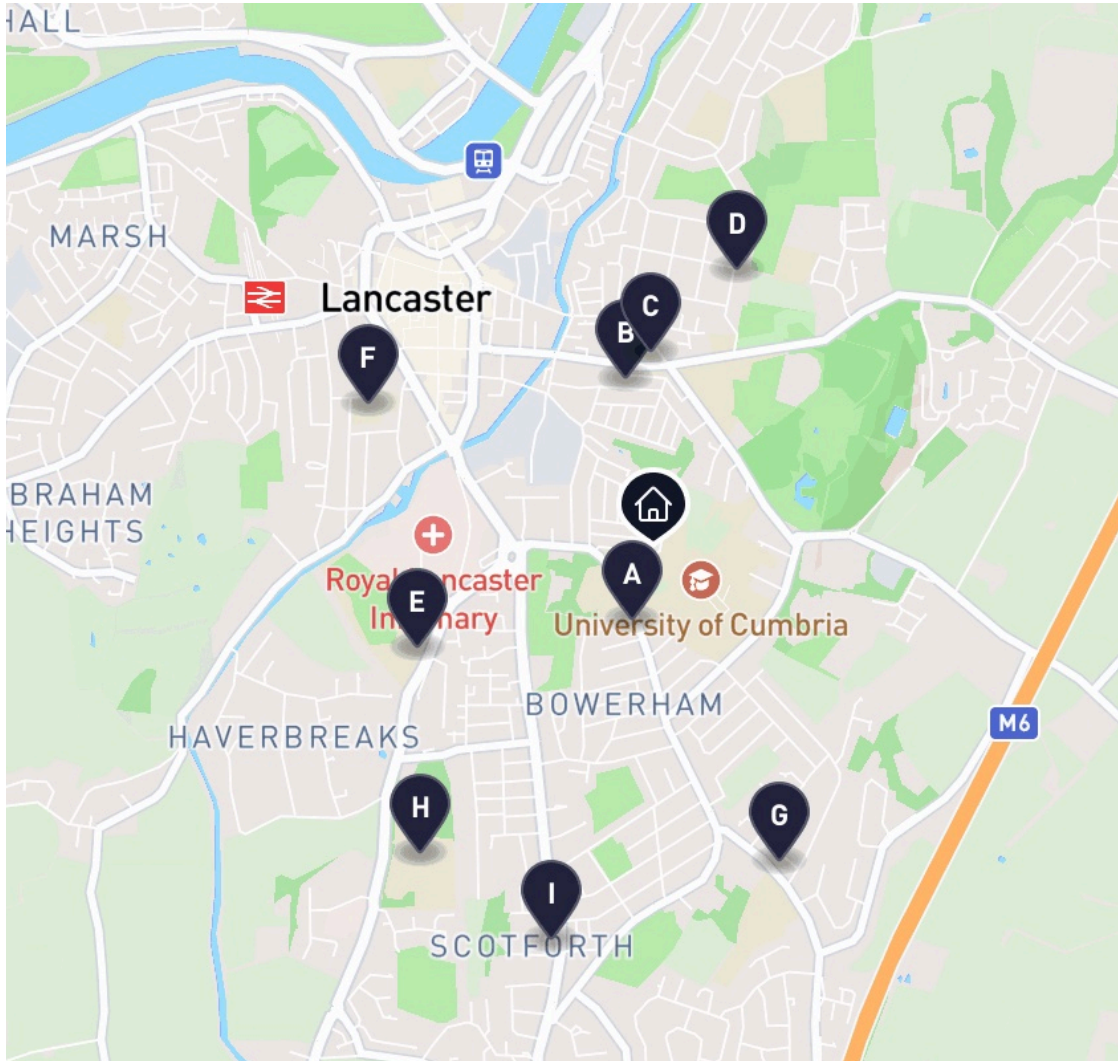 HALL
MARSH
D
C
B
Lancaster
F
BRAHAM
HEIGHTS
A
Royal Lancaster
Infirmary
E
University of Cumbria
BOWERHAM
HAVERBREAKS
M6
H
G
I
SCOTFORTH